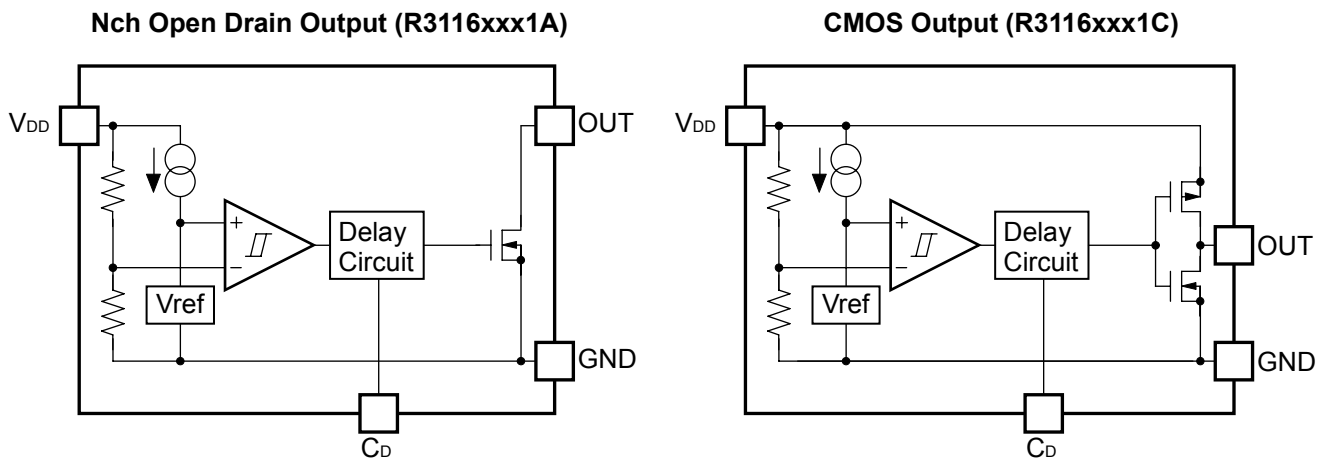 Nch Open Drain Output (R3116xxx1A)
VDD
OUT
+
−
Delay
Circuit
Vref
GND
CD
CMOS Output (R3116xxx1C)
VDD
+
−
Delay
Circuit
OUT
Vref
GND
CD